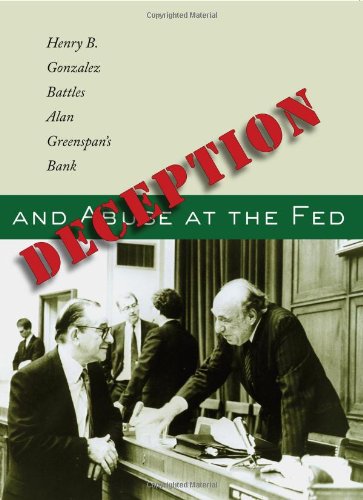 Henry B.
Gonzalez
Battles
Alan
Greenspan's
Bank
DECEPTION
AND ABUSE AT THE FED